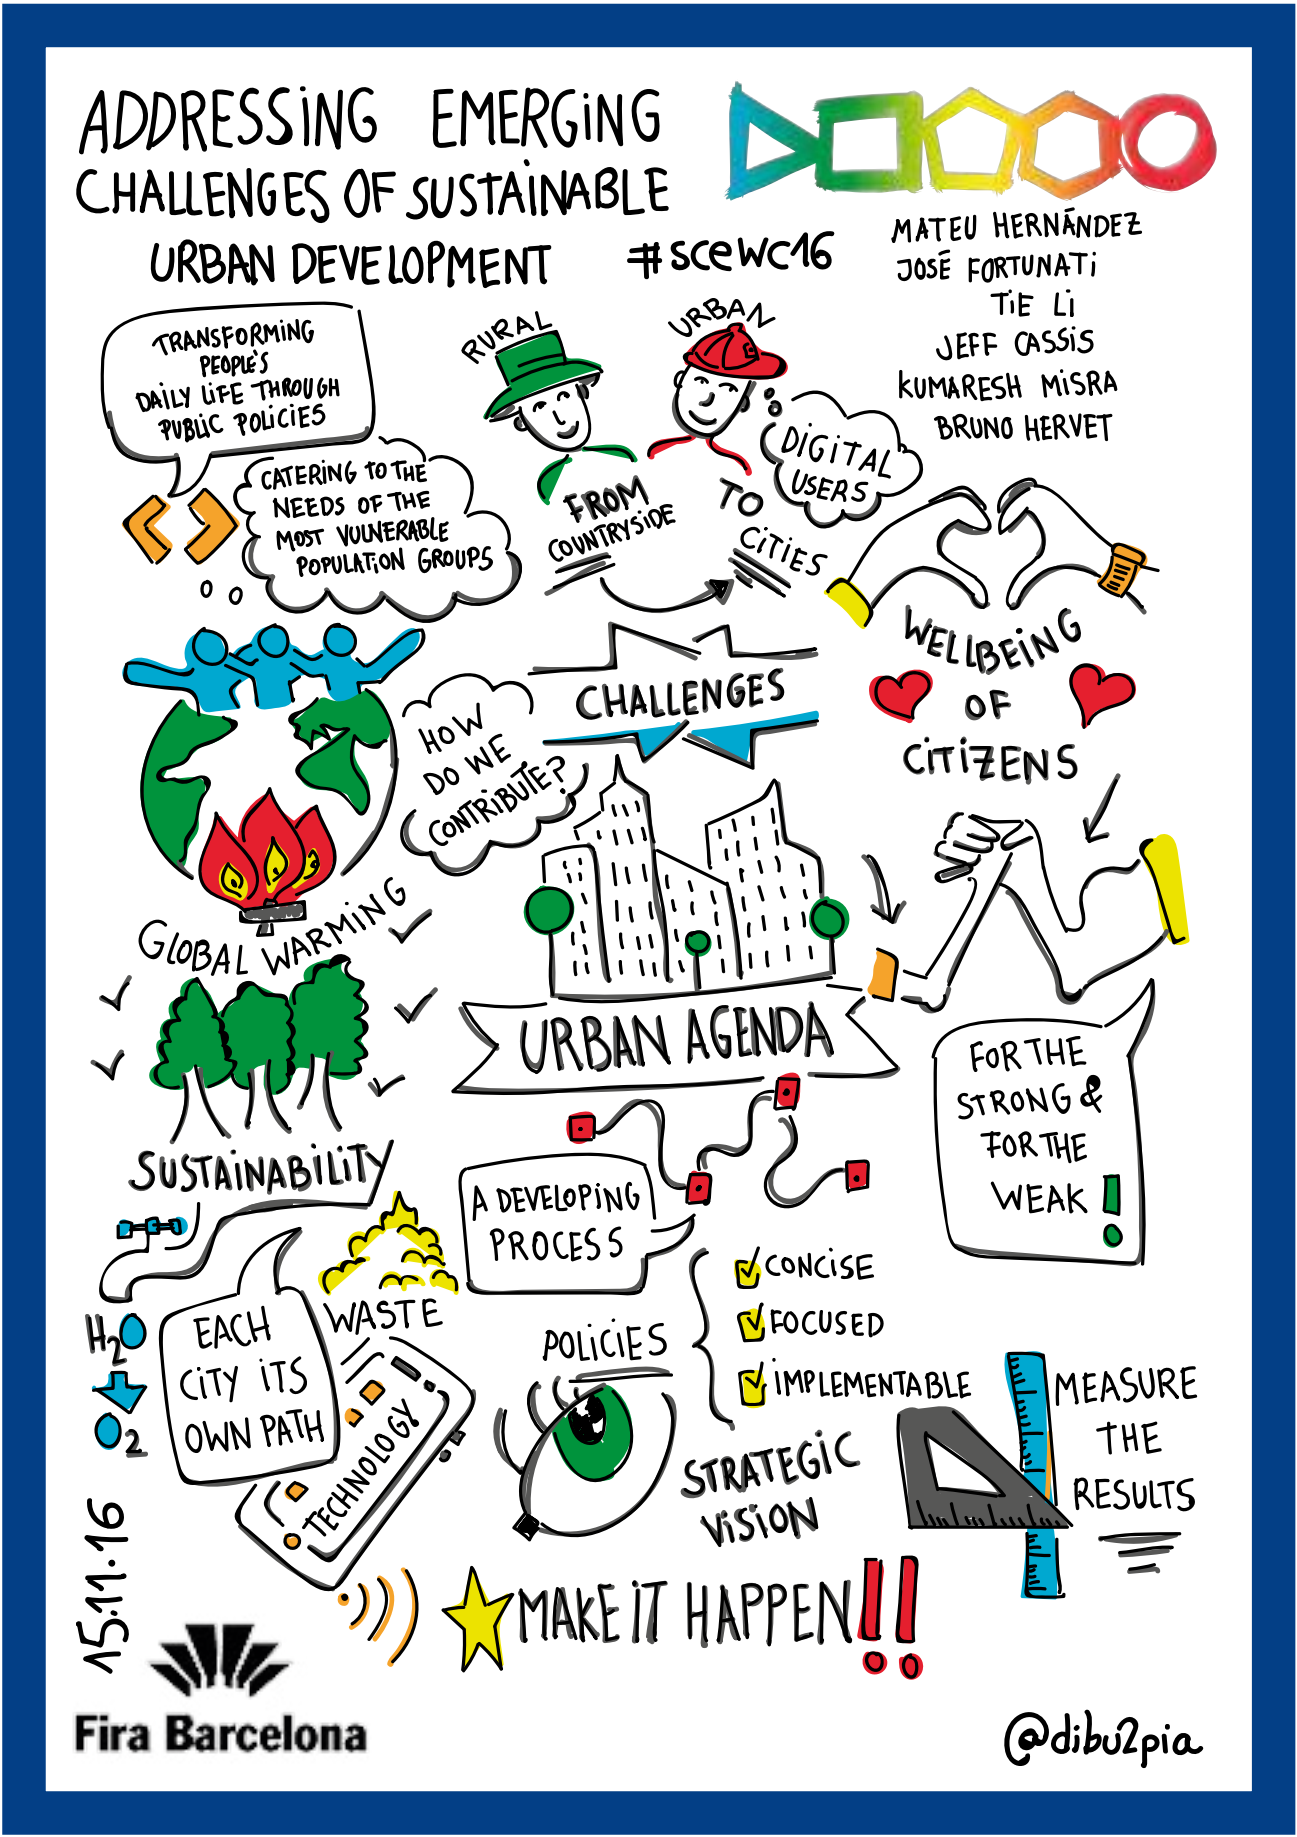 ADDRESSING EMERGING
CHALLENGES OF SUSTAINABLE
URBAN DEVELOPMENT
#scewc16
MATEU HERNÁNDEZ
JOSÉ FORTUNATI
TIE LI
JEFF CASSIS
KUMARESH MISRA
BRUNO HERVET
TRANSFORMING
PEOPLE'S
DAILY LIFE THROUGH
PUBLIC POLICIES
CATERING TO THE
NEEDS OF THE
MOST VULNERABLE
POPULATION GROUPS
RURAL
URBAN
DIGITAL
USERS
FROM
COUNTRYSIDE
TO
CITIES
WELLBEING
OF
CITIZENS
CHALLENGES
HOW
DO WE
CONTRIBUTE?
GLOBAL WARMING
URBAN AGENDA
FOR THE
STRONG &
FOR THE
WEAK!
SUSTAINABILITY
A DEVELOPING
PROCESS
WASTE
H2O
O2
EACH
CITY ITS
OWN PATH
TECHNOLOGY
POLICIES
CONCISE
FOCUSED
IMPLEMENTABLE
STRATEGIC
VISION
MEASURE
THE
RESULTS
MAKE IT HAPPEN!!
15.11.16
Fira Barcelona
@dibu2pia